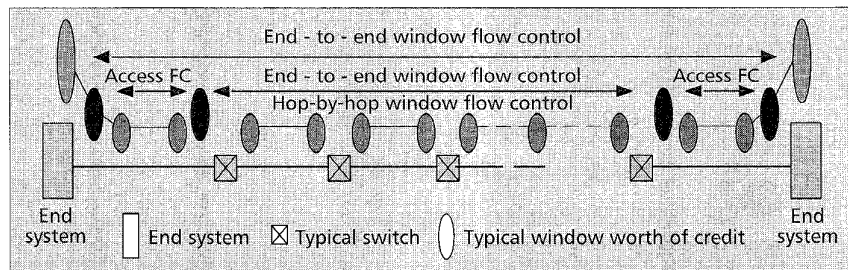 End - to - end window flow control
Access FC
End - to - end window flow control
Access FC
Hop-by-hop window flow control
End
system
End system
Typical switch
Typical window worth of credit
End
system